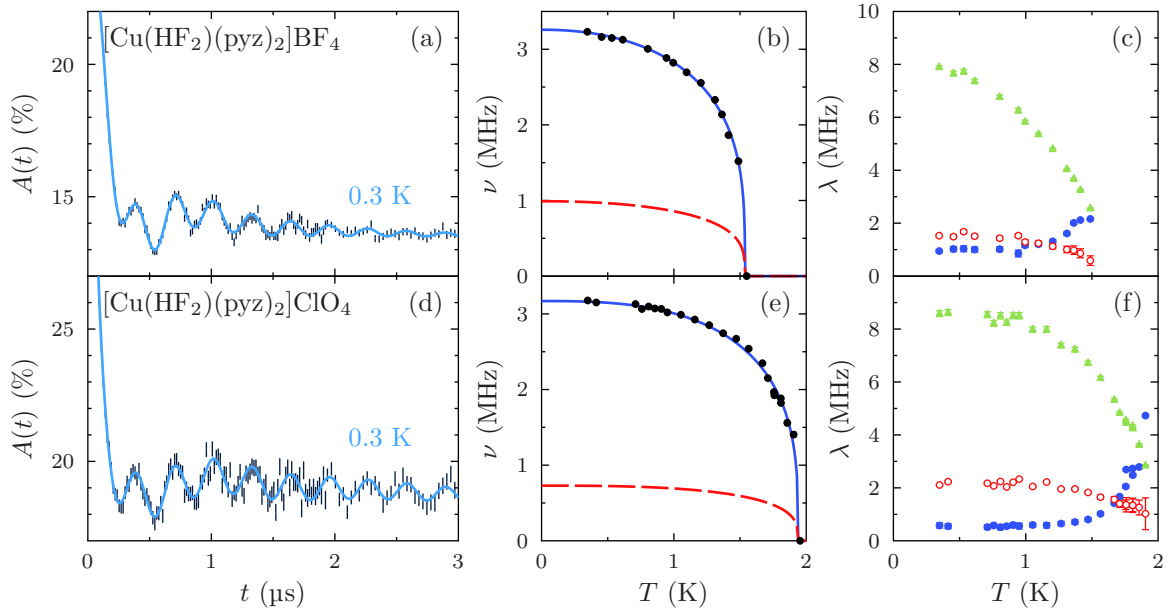 [Cu(HF₂)(pyz)₂]BF₄ (a)
A(t) (%)
20
15
0.3 K
(b)
ν (MHz)
3
2
1
0
(c)
λ (MHz)
10
8
6
4
2
0
[Cu(HF₂)(pyz)₂]ClO₄ (d)
A(t) (%)
25
20
0.3 K
0 1 2 3
t (µs)
(e)
ν (MHz)
3
2
1
0
0 1 2
T (K)
(f)
λ (MHz)
8
6
4
2
0
0 1 2
T (K)